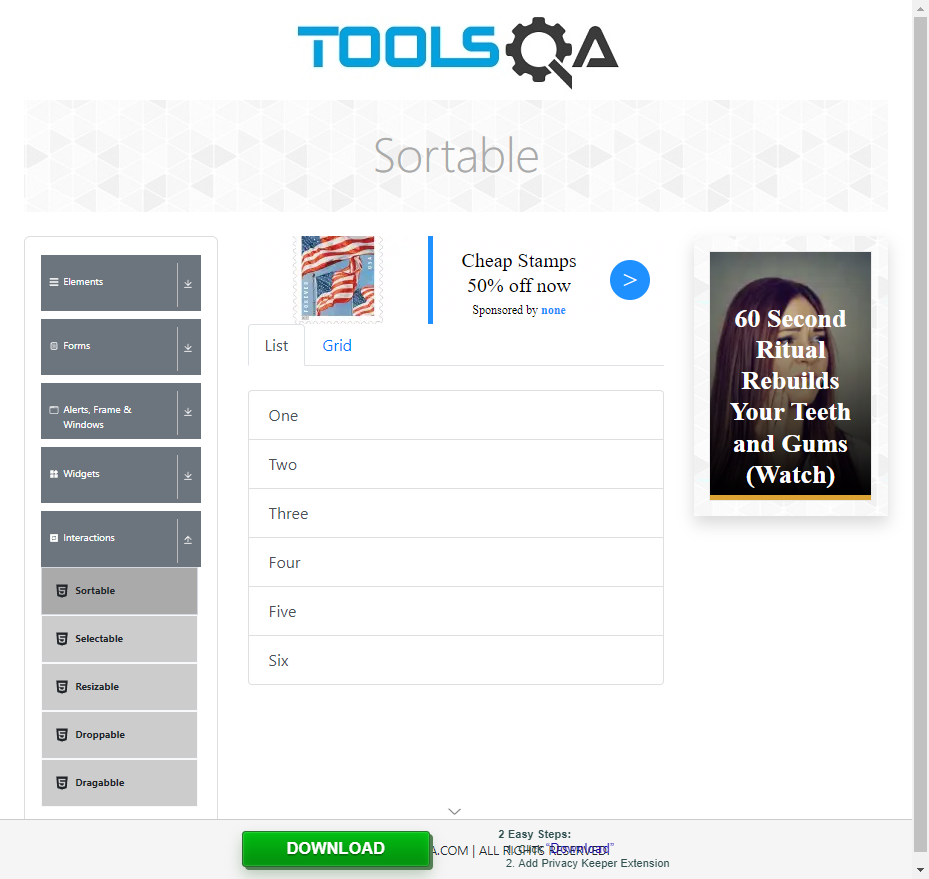 TOOLSQA
Sortable
Elements
Forms
Alerts, Frame &
Windows
Widgets
Interactions
Sortable
Selectable
Resizable
Droppable
Dragabble
FOREVER
USA
Cheap Stamps
50% off now
Sponsored by none
>
List
Grid
One
Two
Three
Four
Five
Six
60 Second
Ritual
Rebuilds
Your Teeth
and Gums
(Watch)
DOWNLOAD
A.COM | ALL RIGHTS RESERVED.
2 Easy Steps:
1. Click "Download"
2. Add Privacy Keeper Extension